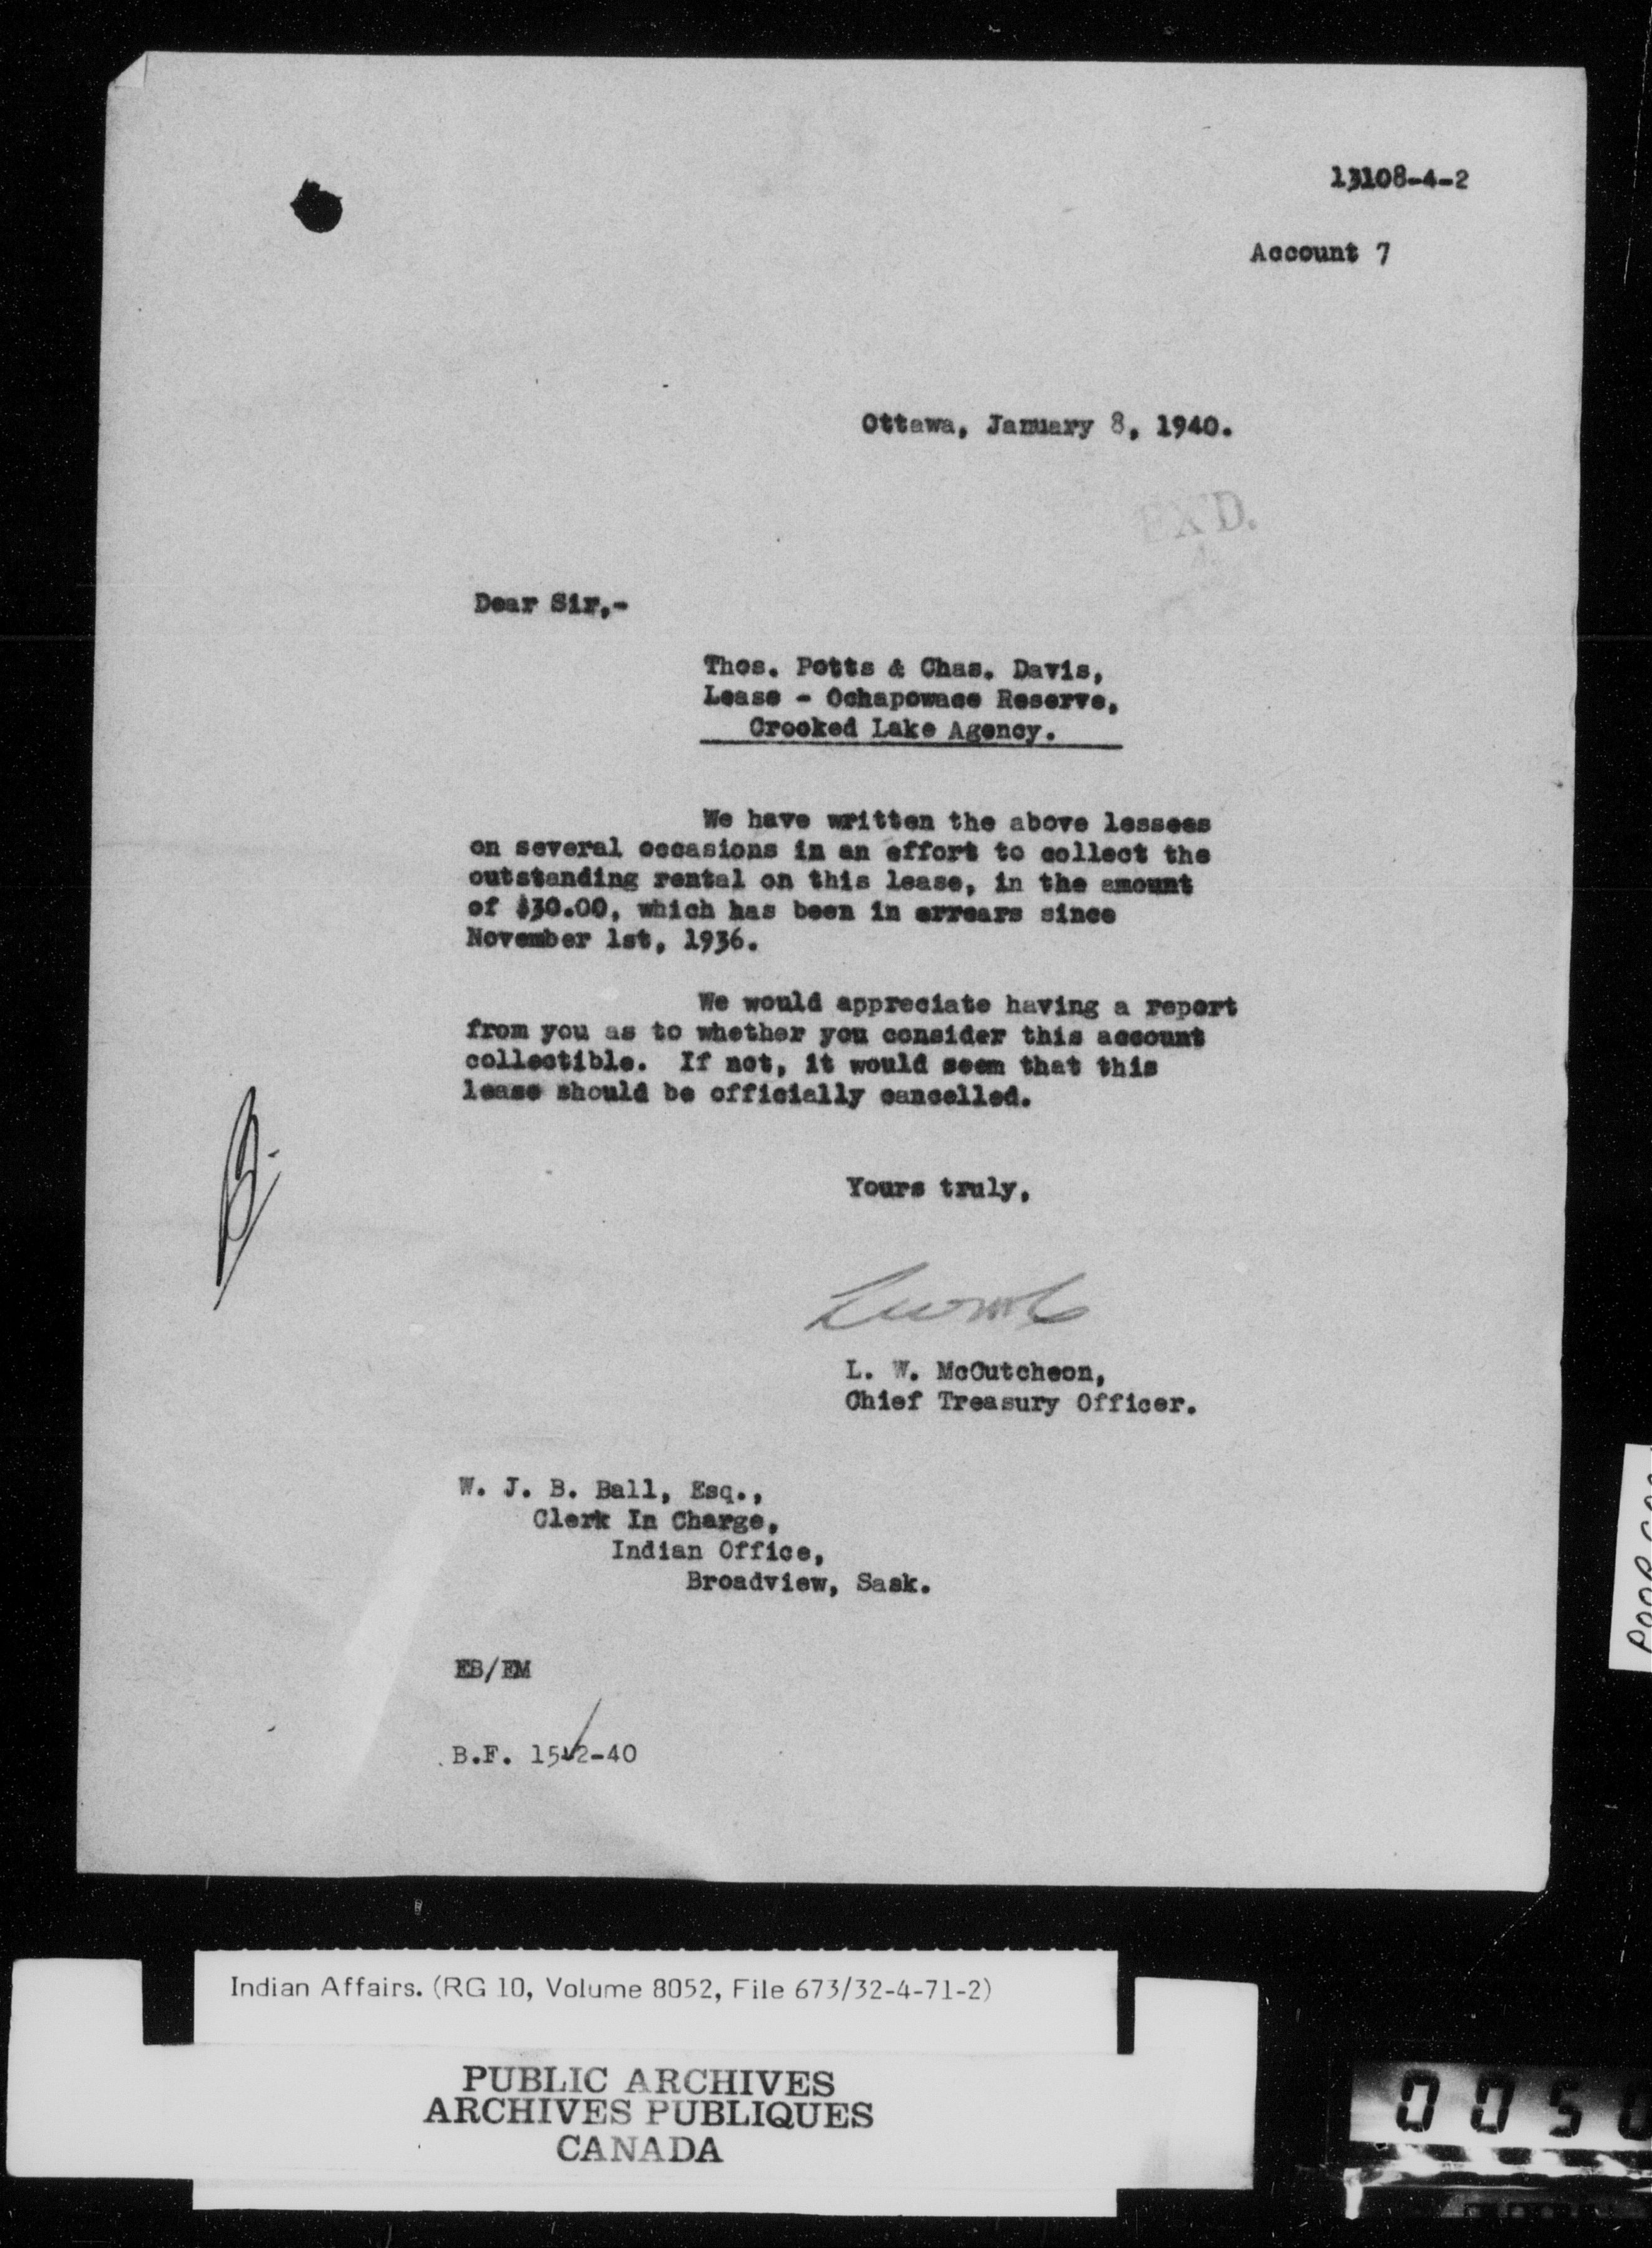 13108-4-2
Account 7
Ottawa, January 8, 1940.
EX'D.
Dear Sir,-
Thos. Potts & Chas. Davis,
Lease - Ochapowace Reserve,
Crooked Lake Agency.
We have written the above lessees
on several occasions in an effort to collect the
outstanding rental on this lease, in the amount
of $30.00, which has been in arrears since
November 1st, 1936.
We would appreciate having a report
from you as to whether you consider this account
collectible. If not, it would seem that this
lease should be officially cancelled.
Yours truly,
L. W. McCutcheon,
Chief Treasury Officer.
W. J. B. Ball, Esq.,
Clerk In Charge,
Indian Office,
Broadview, Sask.
EB/EM
B.F. 15-2-40
POOR COPY
Indian Affairs. (RG 10, Volume 8052, File 673/32-4-71-2)
PUBLIC ARCHIVES
ARCHIVES PUBLIQUES
CANADA
0050